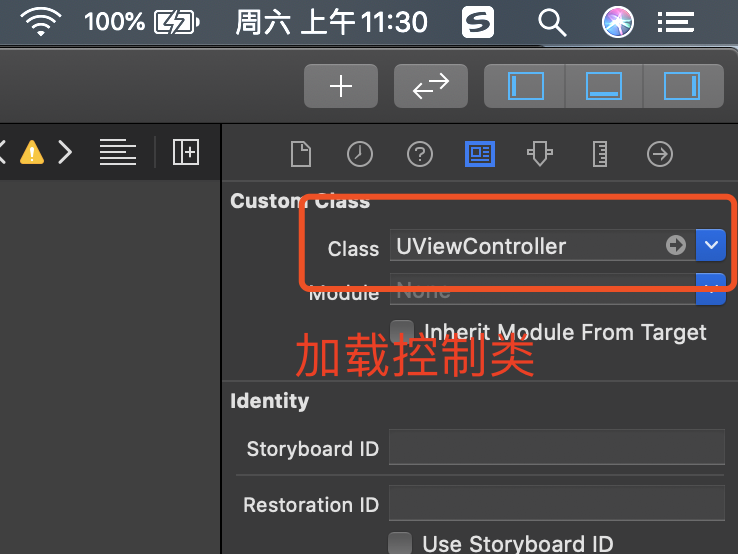 100% 周六 上午11:30
Custom Class
Class UViewController
Module None
Inherit Module From Target
加载控制类
Identity
Storyboard ID
Restoration ID
Use Storyboard ID